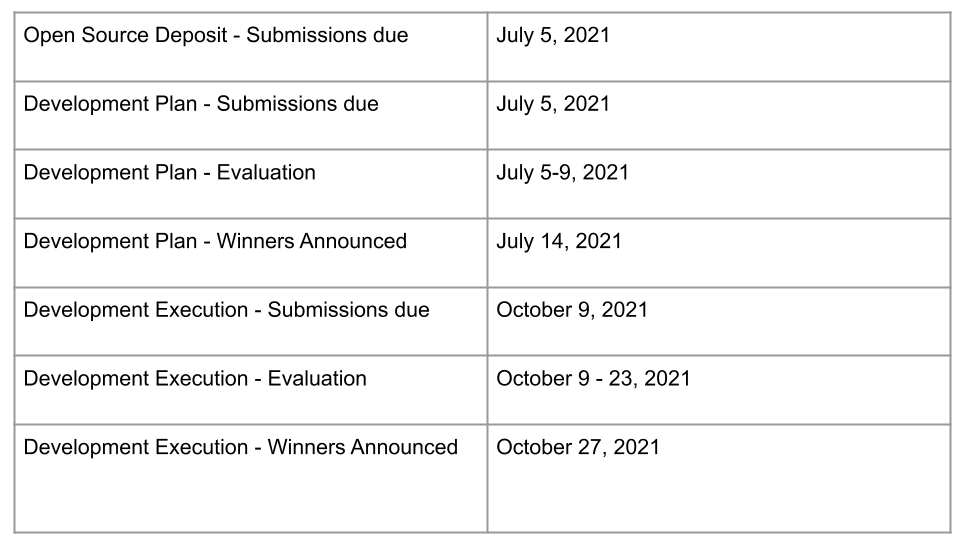 Open Source Deposit - Submissions due
July 5, 2021
Development Plan - Submissions due
July 5, 2021
Development Plan - Evaluation
July 5-9, 2021
Development Plan - Winners Announced
July 14, 2021
Development Execution - Submissions due
October 9, 2021
Development Execution - Evaluation
October 9 - 23, 2021
Development Execution - Winners Announced
October 27, 2021